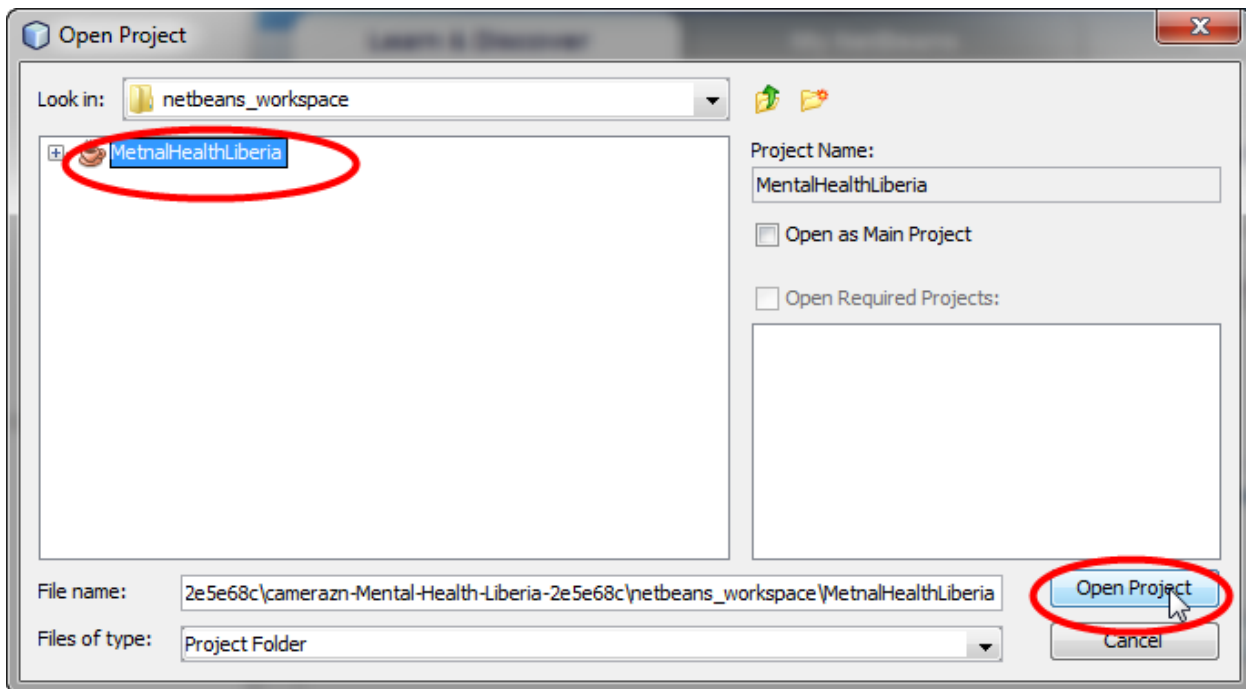 Open Project
Look in:
netbeans_workspace
MetnalHealthLiberia
Project Name:
MentalHealthLiberia
Open as Main Project
Open Required Projects:
File name:
2e5e68c\camerazn-Mental-Health-Liberia-2e5e68c\netbeans_workspace\MetnalHealthLiberia
Open Project
Files of type:
Project Folder
Cancel